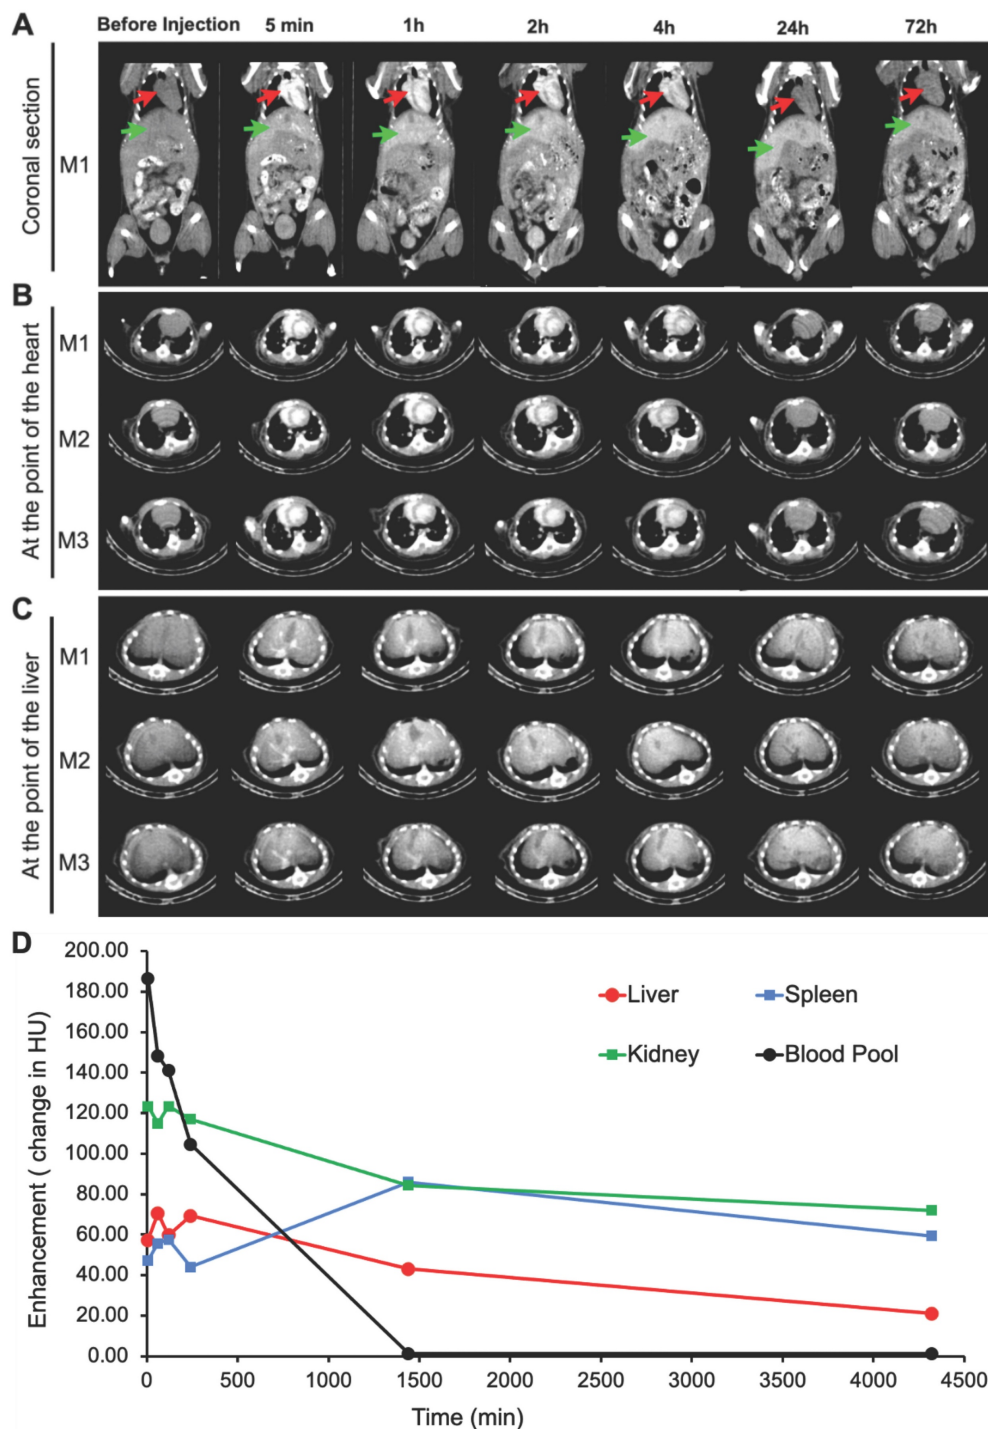 A
Before Injection 5 min 1h 2h 4h 24h 72h
Coronal section
M1
B
At the point of the heart
M1
M2
M3
C
At the point of the liver
M1
M2
M3
D
Enhancement ( change in HU)
200.00
180.00
160.00
140.00
120.00
100.00
80.00
60.00
40.00
20.00
0.00
Liver Spleen
Kidney Blood Pool
0 500 1000 1500 2000 2500 3000 3500 4000 4500
Time (min)